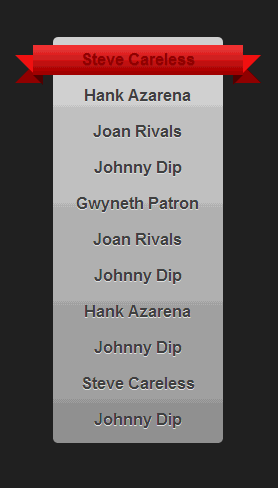 Steve Careless
Hank Azarena
Joan Rivals
Johnny Dip
Gwyneth Patron
Joan Rivals
Johnny Dip
Hank Azarena
Johnny Dip
Steve Careless
Johnny Dip